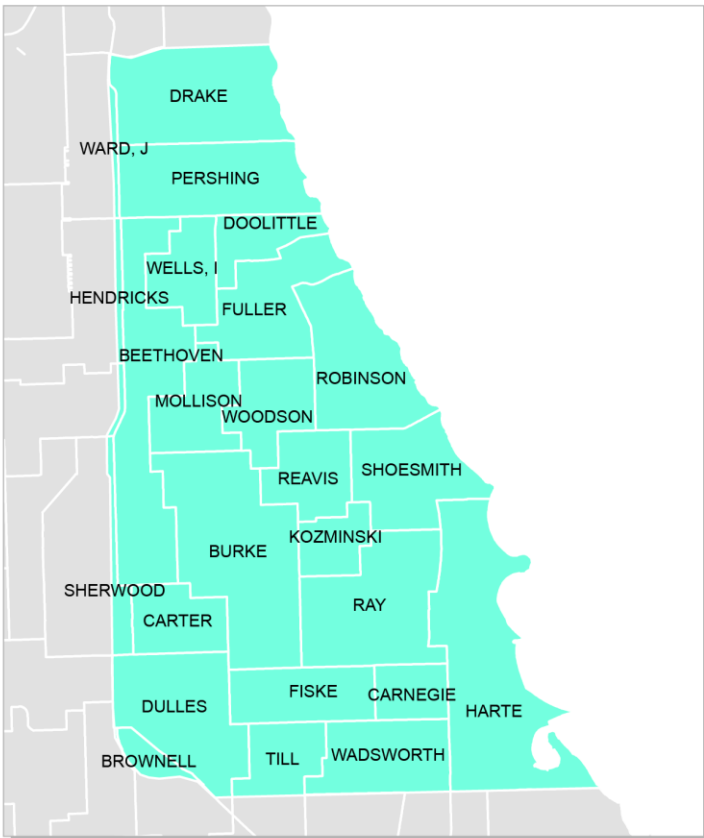 DRAKE
WARD, J
PERSHING
DOOLITTLE
WELLS, I
HENDRICKS
FULLER
BEETHOVEN
ROBINSON
MOLLISON
WOODSON
REAVIS
SHOESMITH
KOZMINSKI
BURKE
SHERWOOD
RAY
CARTER
FISKE
CARNEGIE
DULLES
HARTE
BROWNELL
TILL
WADSWORTH